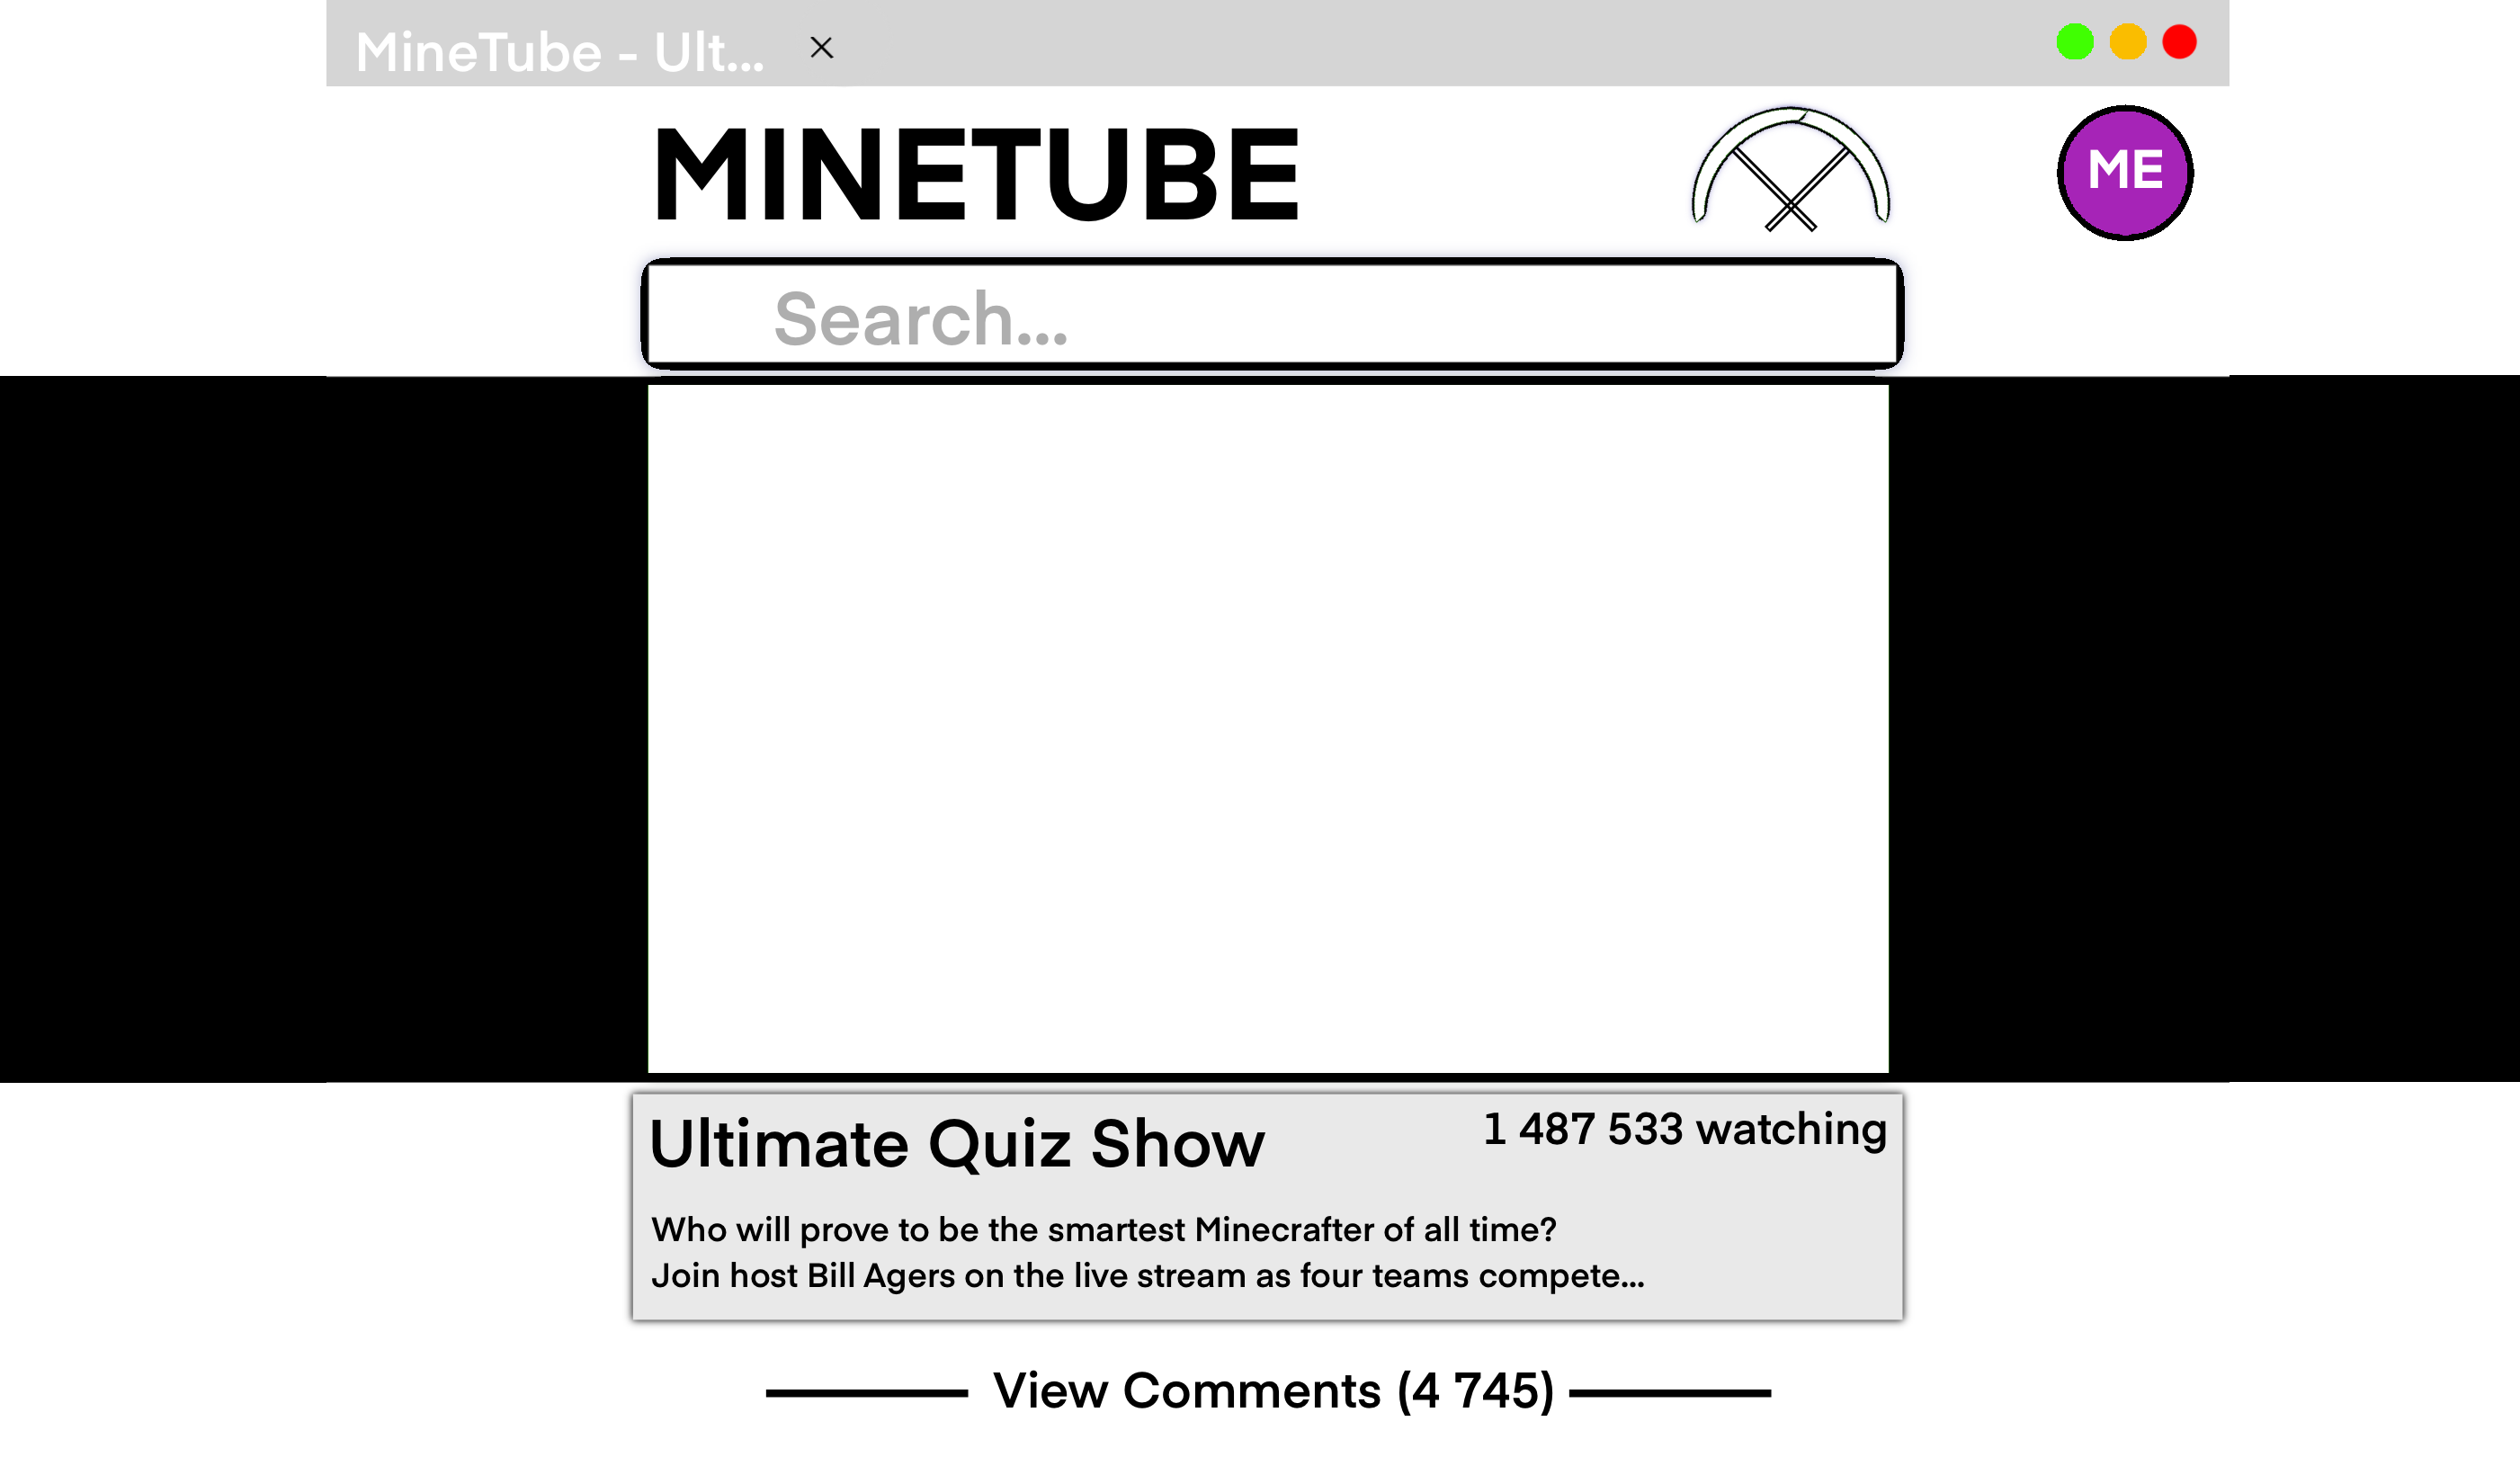 MineTube - Ult...
MINETUBE
ME
Search...
Ultimate Quiz Show
1 487 533 watching
Who will prove to be the smartest Minecrafter of all time?
Join host Bill Agers on the live stream as four teams compete...
View Comments (4 745)